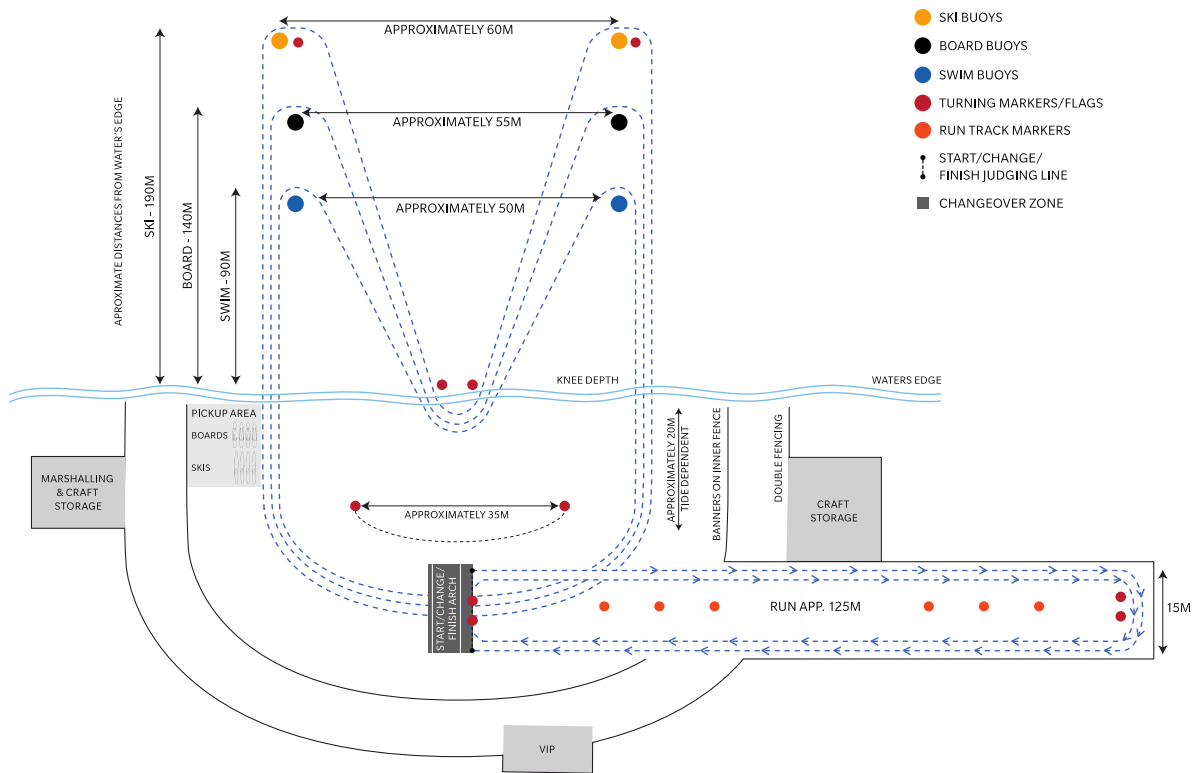 APPROXIMATELY 60M
APPROXIMATELY 55M
APPROXIMATELY 50M
APROXIMATE DISTANCES FROM WATER'S EDGE
SKI - 190M
BOARD - 140M
SWIM - 90M
SKI BUOYS
BOARD BUOYS
SWIM BUOYS
TURNING MARKERS/FLAGS
RUN TRACK MARKERS
START/CHANGE/
FINISH JUDGING LINE
CHANGEOVER ZONE
KNEE DEPTH
WATERS EDGE
PICKUP AREA
BOARDS
SKIS
MARSHALLING
& CRAFT
STORAGE
APPROXIMATELY 35M
APPROXIMATELY 20M
TIDE DEPENDENT
BANNERS ON INNER FENCE
DOUBLE FENCING
CRAFT
STORAGE
START/CHANGE/
FINISH ARCH
RUN APP. 125M
15M
VIP